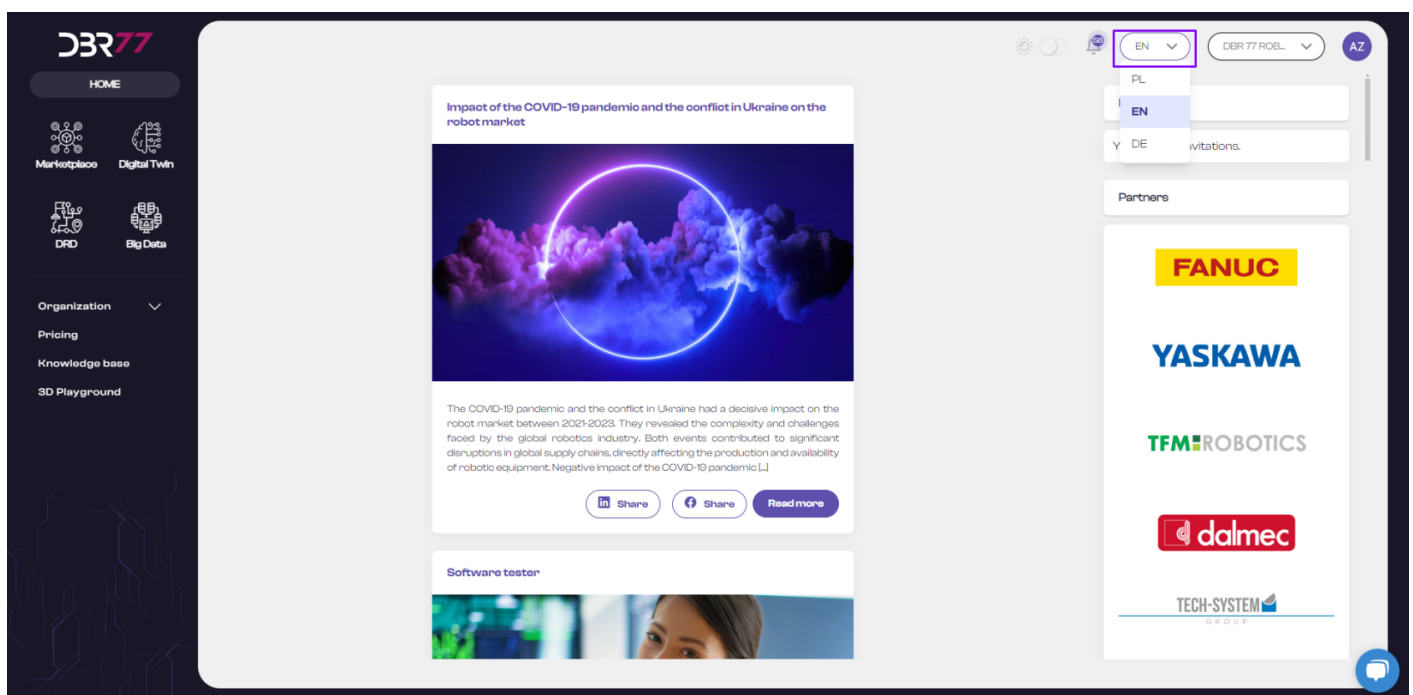 DBR77
HOME
Marketplace
Digital Twin
DRD
Big Data
Organization
Pricing
Knowledge base
3D Playground
EN
DBR 77 ROB...
AZ
PL
EN
DE
Impact of the COVID-19 pandemic and the conflict in Ukraine on the
robot market
The COVID-19 pandemic and the conflict in Ukraine had a decisive impact on the
robot market between 2021-2023. They revealed the complexity and challenges
faced by the global robotics industry. Both events contributed to significant
disruptions in global supply chains, directly affecting the production and availability
of robotic equipment. Negative impact of the COVID-19 pandemic [...]
Share
Share
Read more
Software tester
Y
vitations.
Partners
FANUC
YASKAWA
TFM ROBOTICS
dalmec
TECH-SYSTEM
GROUP